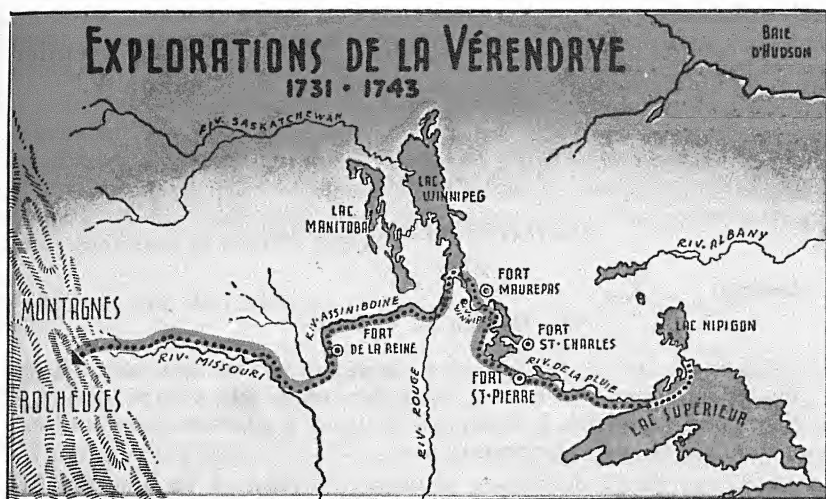 EXPLORATIONS DE LA VÉRENDRYE
1731 · 1743
BAIE
D'HUDSON
RIV. SASKATCHEWAN
LAC
WINNIPEG
LAC
MANITOBA
RIV. ALBANY
FORT
MAUREPAS
LAC NIPIGON
MONTAGNES
ROCHEUSES
RIV. ASSINIBOINE
FORT
DE LA REINE
FORT
ST-CHARLES
RIV. MISSOURI
RIV. DE LA PLUIE
FORT
ST-PIERRE
RIV. ROUGE
LAC SUPÉRIEUR